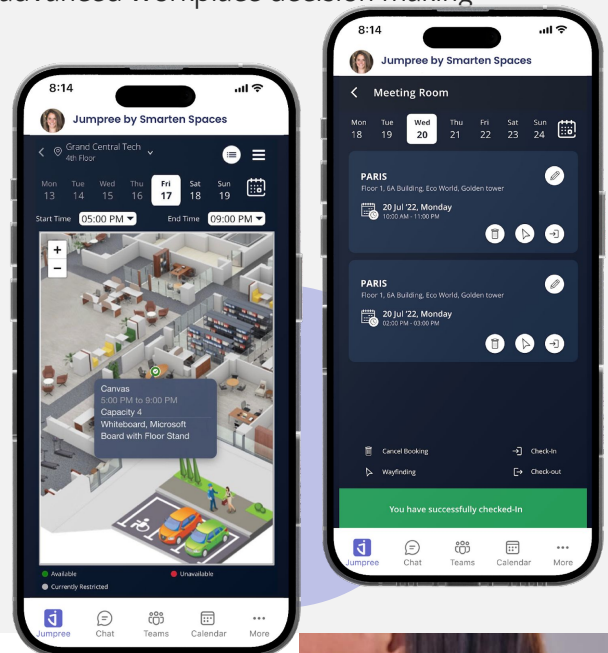 advanced workplace decision making
8:14
Jumpree by Smarten Spaces
Grand Central Tech
4th Floor
Mon Tue Wed Thu Fri Sat Sun
13 14 15 16 17 18 19
Start Time 05:00 PM End Time 09:00 PM
+
−
Canvas
5:00 PM to 9:00 PM
Capacity 4
Whiteboard, Microsoft
Board with Floor Stand
Available Unavailable
Currently Restricted
Jumpree Chat Teams Calendar More
8:14
Jumpree by Smarten Spaces
Meeting Room
Mon Tue Wed Thu Fri Sat Sun
18 19 20 21 22 23 24
PARIS
Floor 1, 6A Building, Eco World, Golden tower
20 Jul '22, Monday
10:00 AM - 11:00 PM
PARIS
Floor 1, 6A Building, Eco World, Golden tower
20 Jul '22, Monday
02:00 PM - 03:00 PM
Cancel Booking Check-In
Wayfinding Check-out
You have successfully checked-In
Jumpree Chat Teams Calendar More